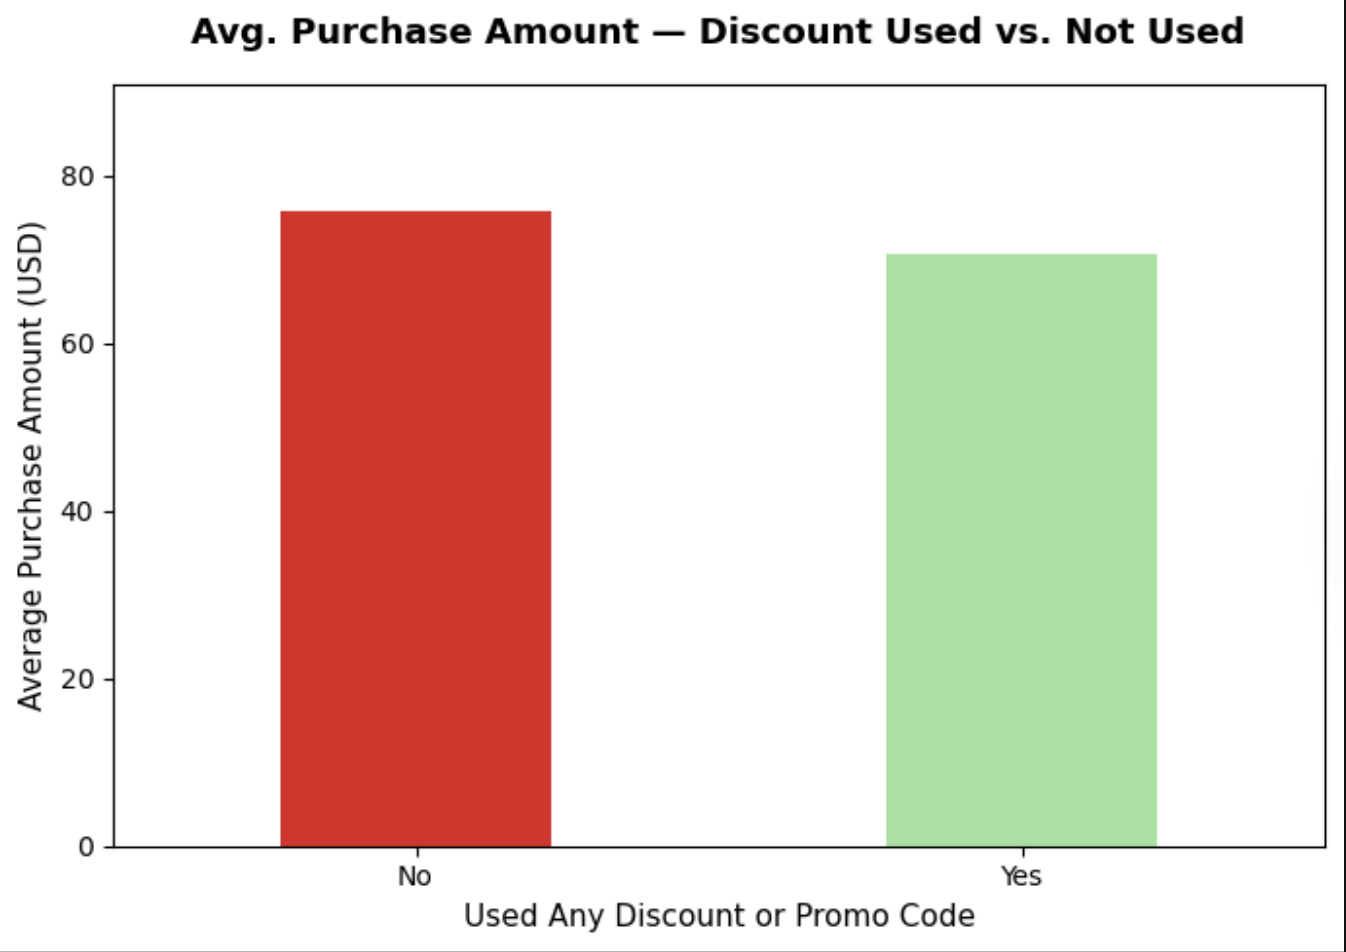 Avg. Purchase Amount — Discount Used vs. Not Used
Average Purchase Amount (USD)
80
60
40
20
0
No
Yes
Used Any Discount or Promo Code